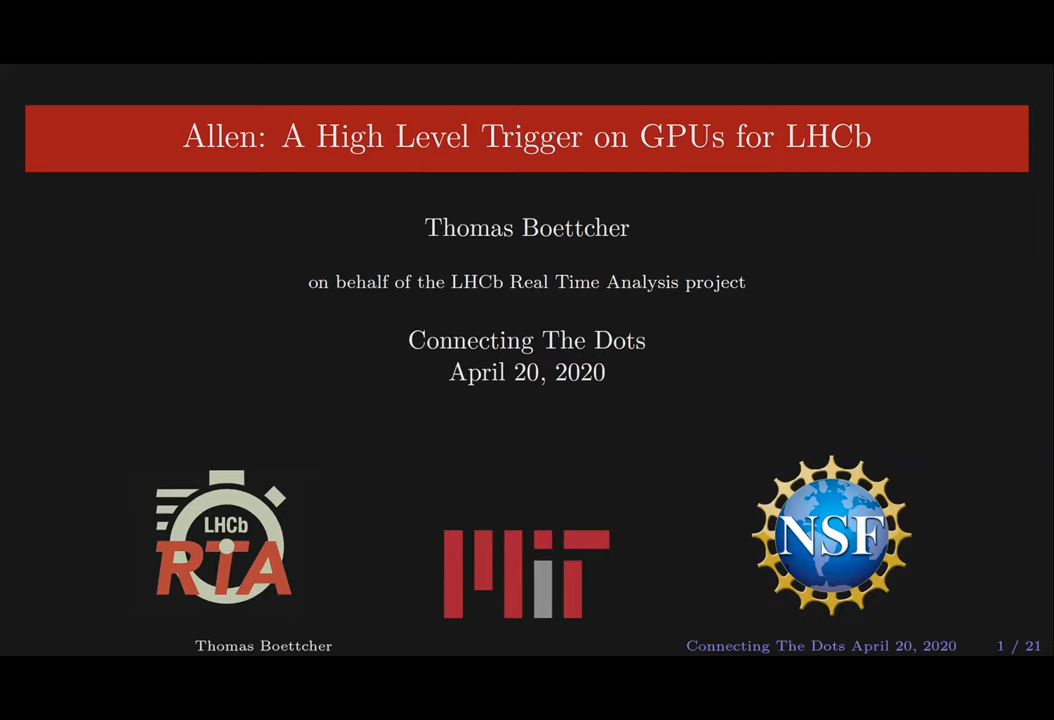 Allen: A High Level Trigger on GPUs for LHCb
Thomas Boettcher
on behalf of the LHCb Real Time Analysis project
Connecting The Dots
April 20, 2020
LHCb
RTA
MIT
NSF
Thomas Boettcher
Connecting The Dots April 20, 2020
1 / 21